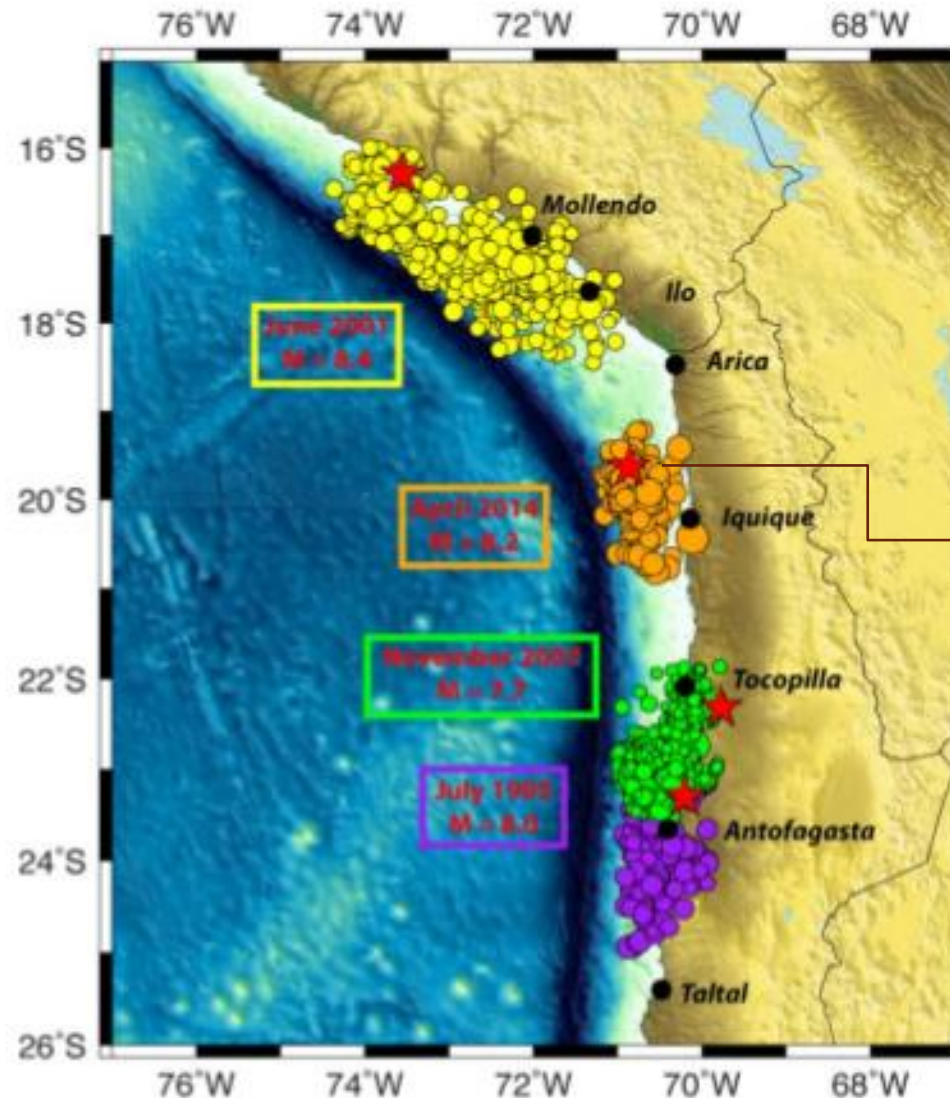 76°W 74°W 72°W 70°W 68°W
16°S
Mollendo
Ilo
18°S
June 2001
M = 8.4
Arica
20°S
April 2014
M = 8.2
Iquique
22°S
November 2007
M = 7.7
Tocopilla
July 1995
M = 8.0
Antofagasta
24°S
Taltal
26°S
76°W 74°W 72°W 70°W 68°W